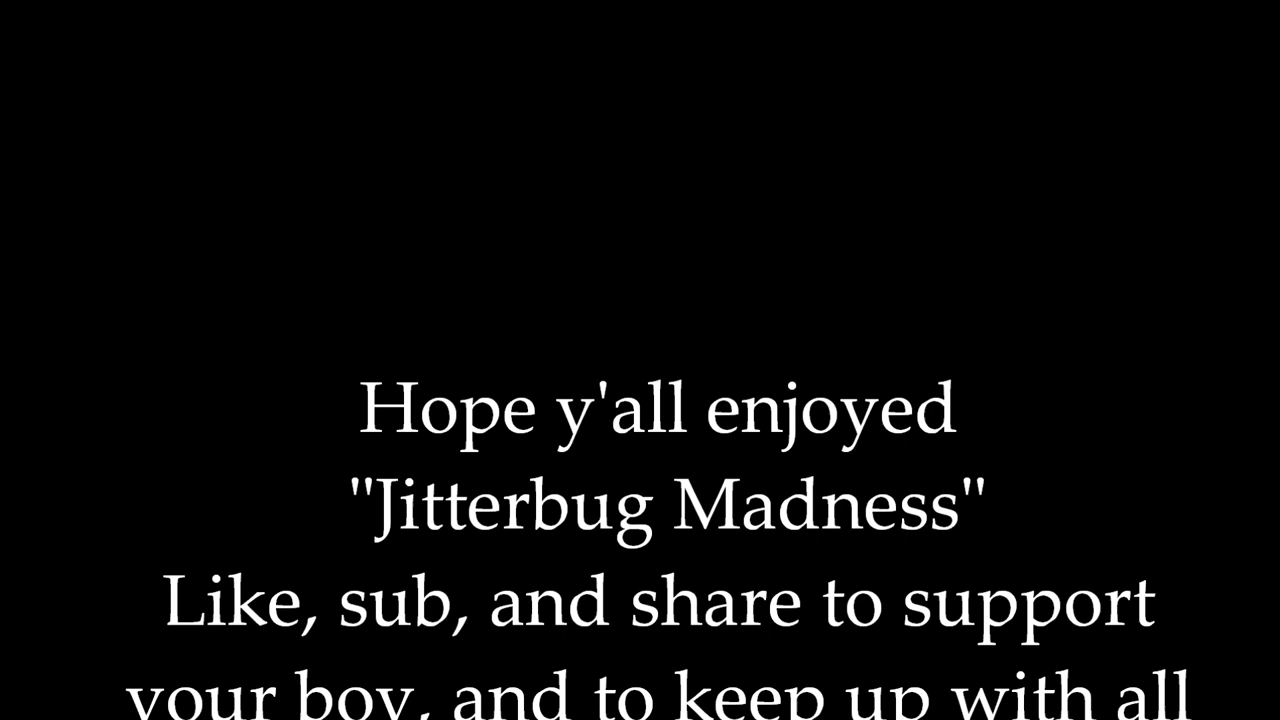 Hope y'all enjoyed
"Jitterbug Madness"
Like, sub, and share to support
your boy, and to keep up with all